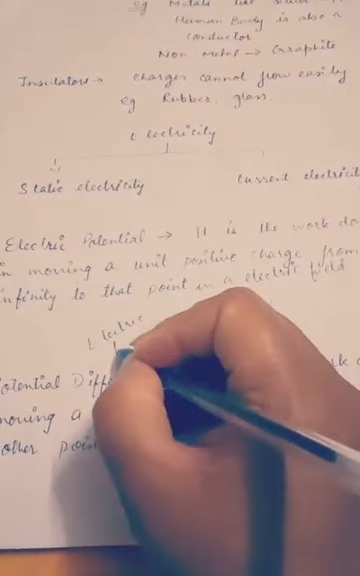 eg Metals like
Human Body is also a
conductor
Non-Metal → Graphite
Insulators → charges cannot flow easily
eg Rubber, glass.
Electricity
Static electricity Current electricity
Electric Potential → It is the work do
in moving a unit positive charge from
infinity to that point in a electric field
Electric
otential Diff k d
moving a
other poin